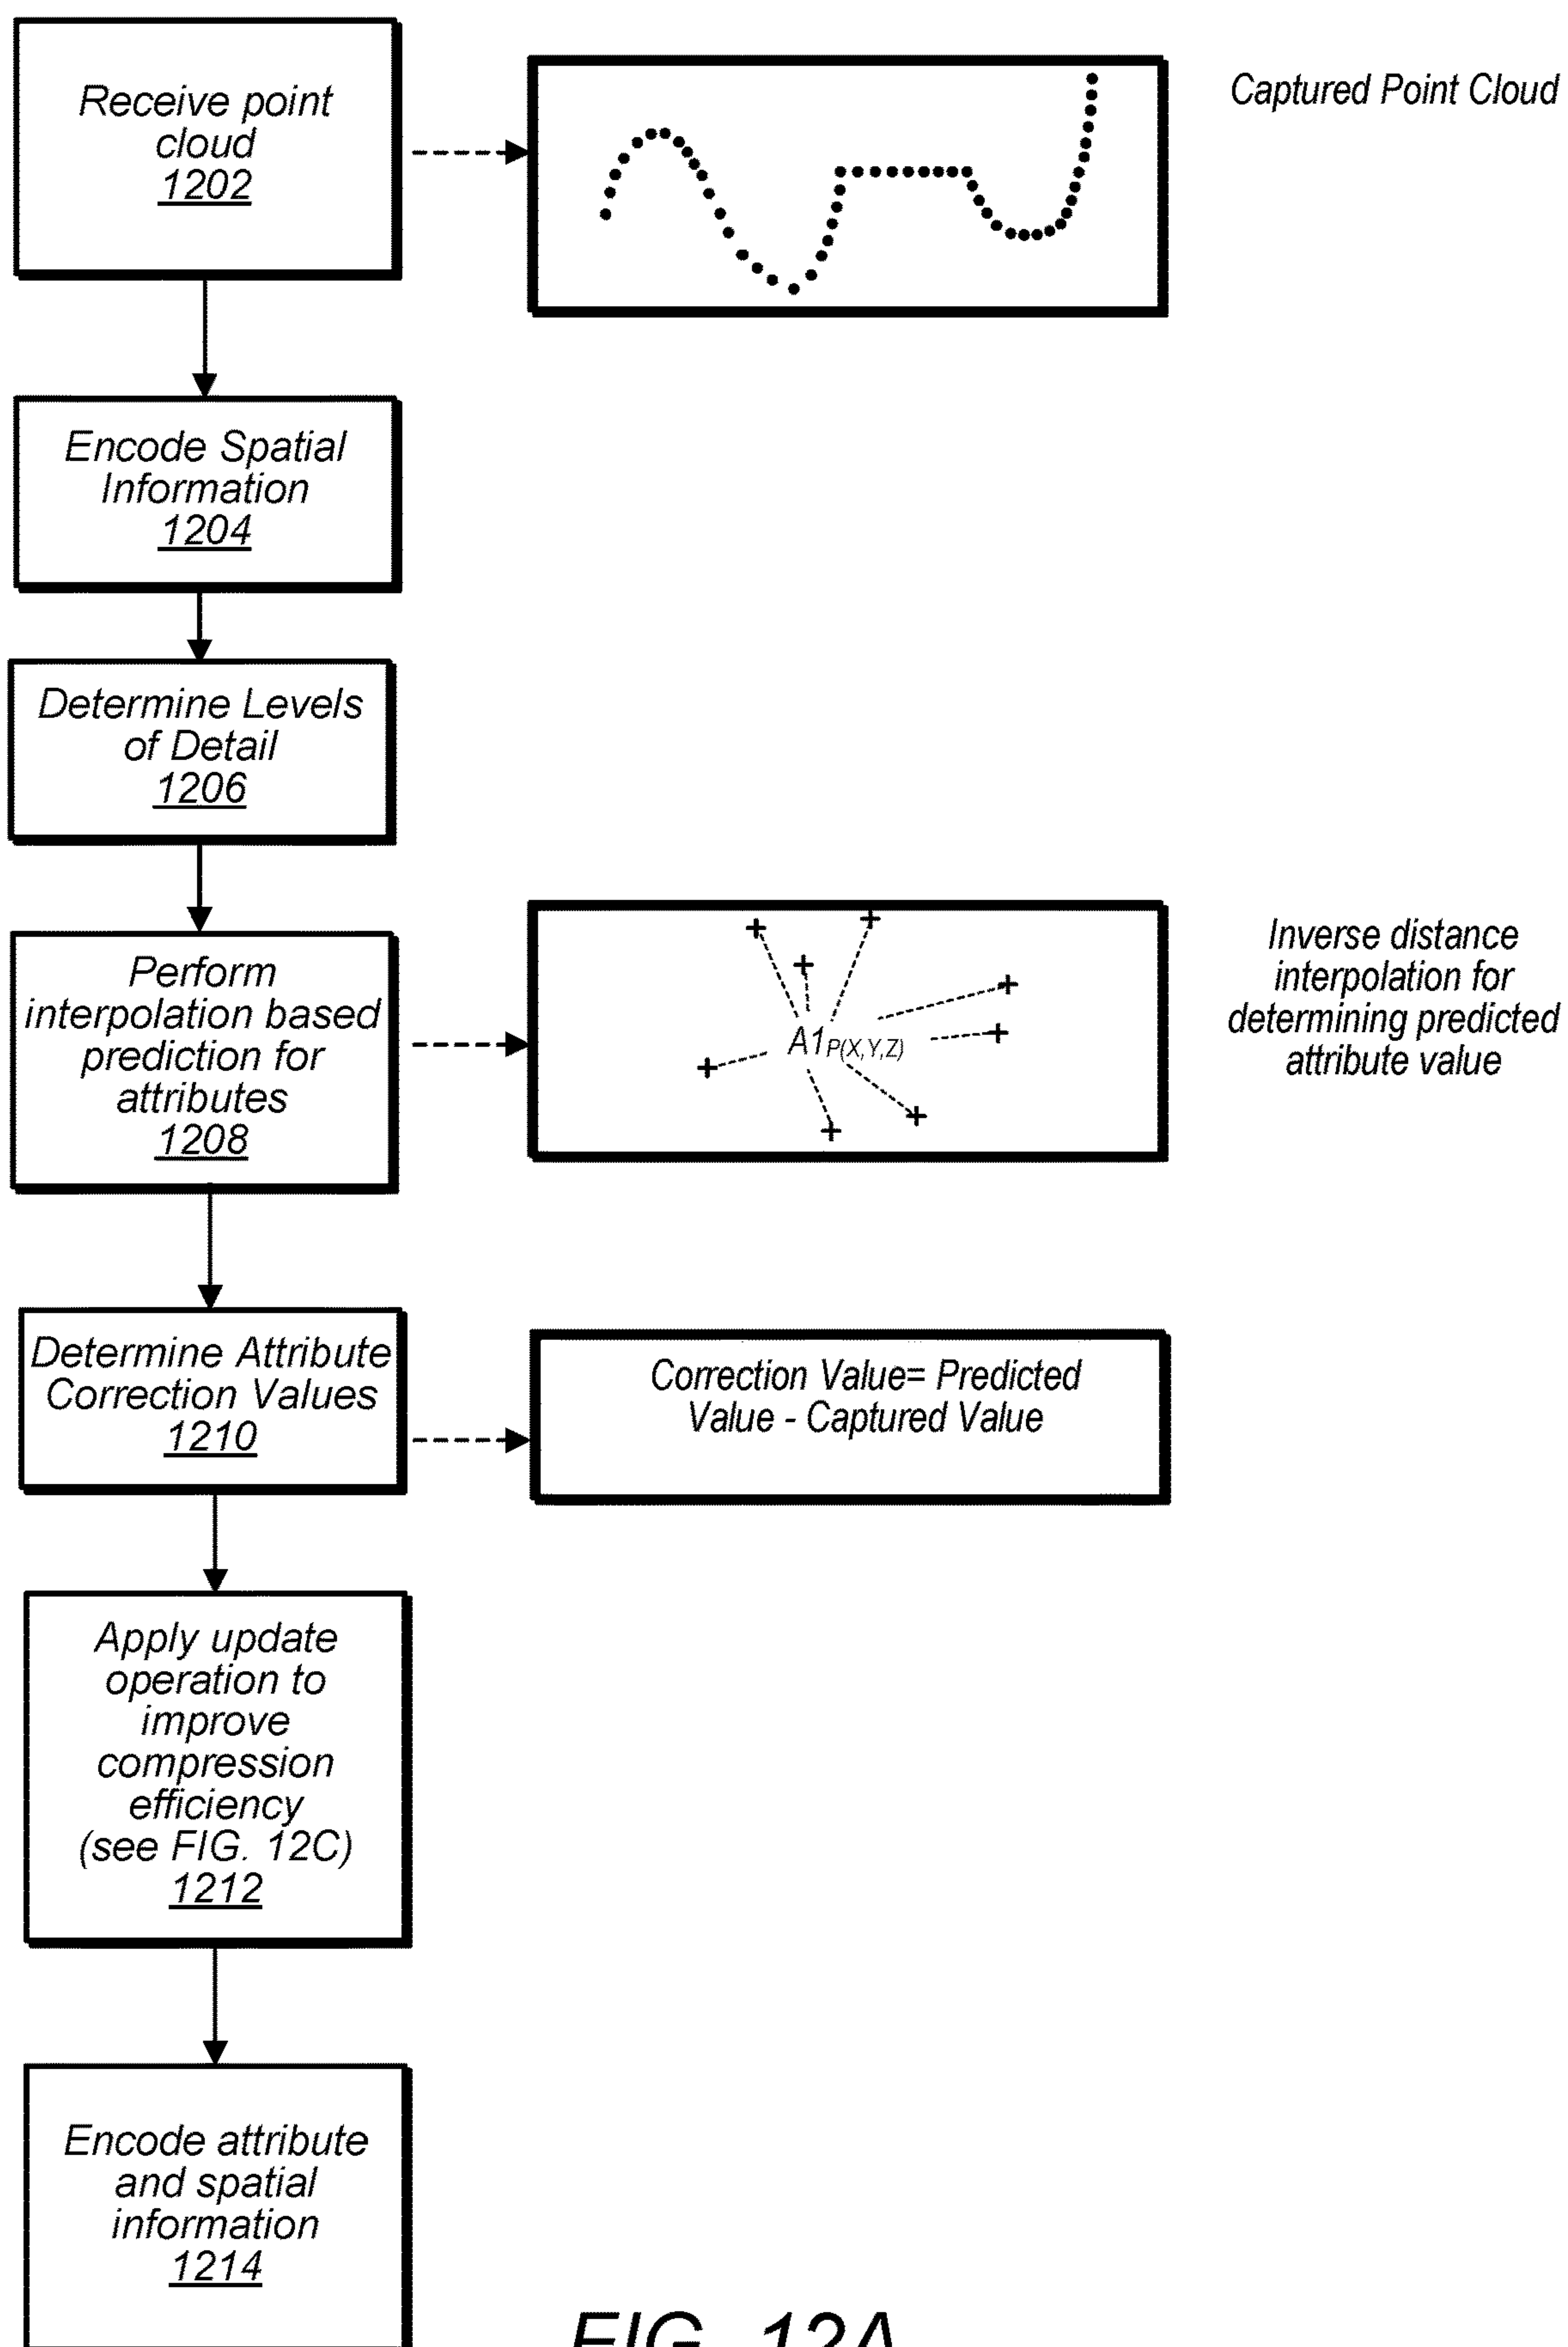 Receive point
cloud
1202
Captured Point Cloud
Encode Spatial
Information
1204
Determine Levels
of Detail
1206
Perform
interpolation based
prediction for
attributes
1208
A1P(X,Y,Z)
Inverse distance
interpolation for
determining predicted
attribute value
Determine Attribute
Correction Values
1210
Correction Value= Predicted
Value - Captured Value
Apply update
operation to
improve
compression
efficiency
(see FIG. 12C)
1212
Encode attribute
and spatial
information
1214
FIG. 12A